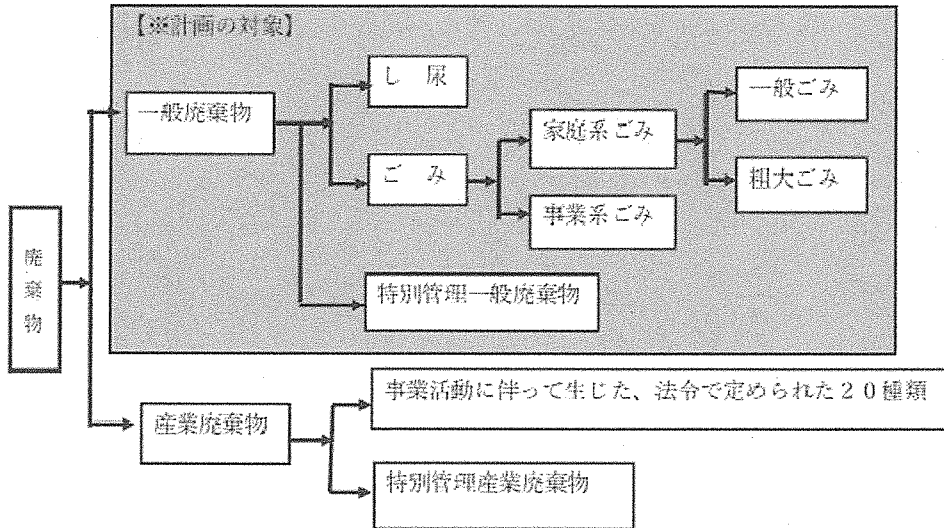 【※計画の対象】
し 尿
一般ごみ
一般廃棄物
家庭系ごみ
ご み
粗大ごみ
事業系ごみ
廃棄物
特別管理一般廃棄物
事業活動に伴って生じた、法令で定められた20種類
産業廃棄物
特別管理産業廃棄物